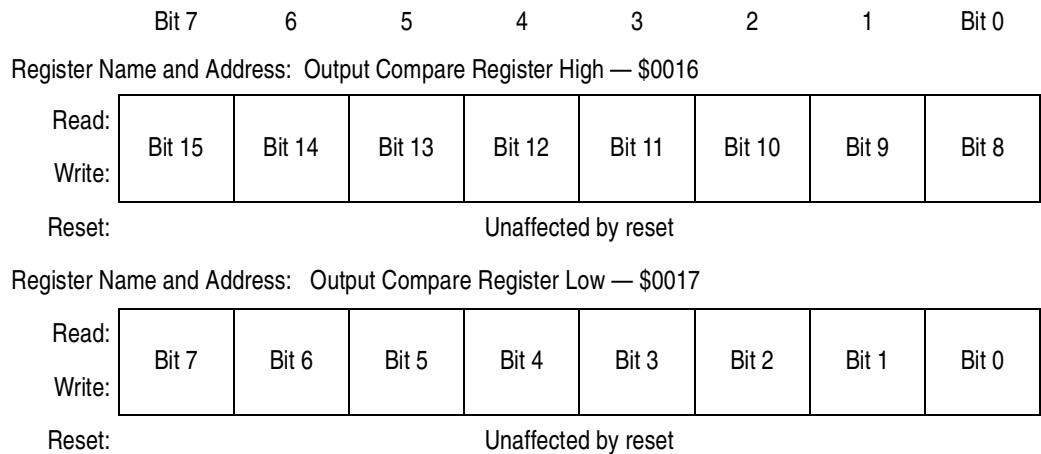 Bit 7 6 5 4 3 2 1 Bit 0
Register Name and Address: Output Compare Register High — $0016
Read:
Bit 15 Bit 14 Bit 13 Bit 12 Bit 11 Bit 10 Bit 9 Bit 8
Write:
Reset: Unaffected by reset
Register Name and Address: Output Compare Register Low — $0017
Read:
Bit 7 Bit 6 Bit 5 Bit 4 Bit 3 Bit 2 Bit 1 Bit 0
Write:
Reset: Unaffected by reset